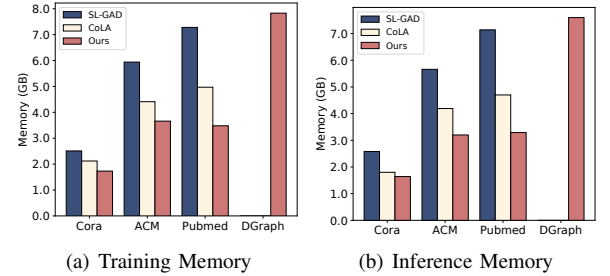 8.0
7.0
6.0
5.0
4.0
3.0
2.0
1.0
0.0
Memory (GB)
SL-GAD
CoLA
Ours
Cora ACM Pubmed DGraph
(a) Training Memory
7.0
6.0
5.0
4.0
3.0
2.0
1.0
0.0
Memory (GB)
SL-GAD
CoLA
Ours
Cora ACM Pubmed DGraph
(b) Inference Memory